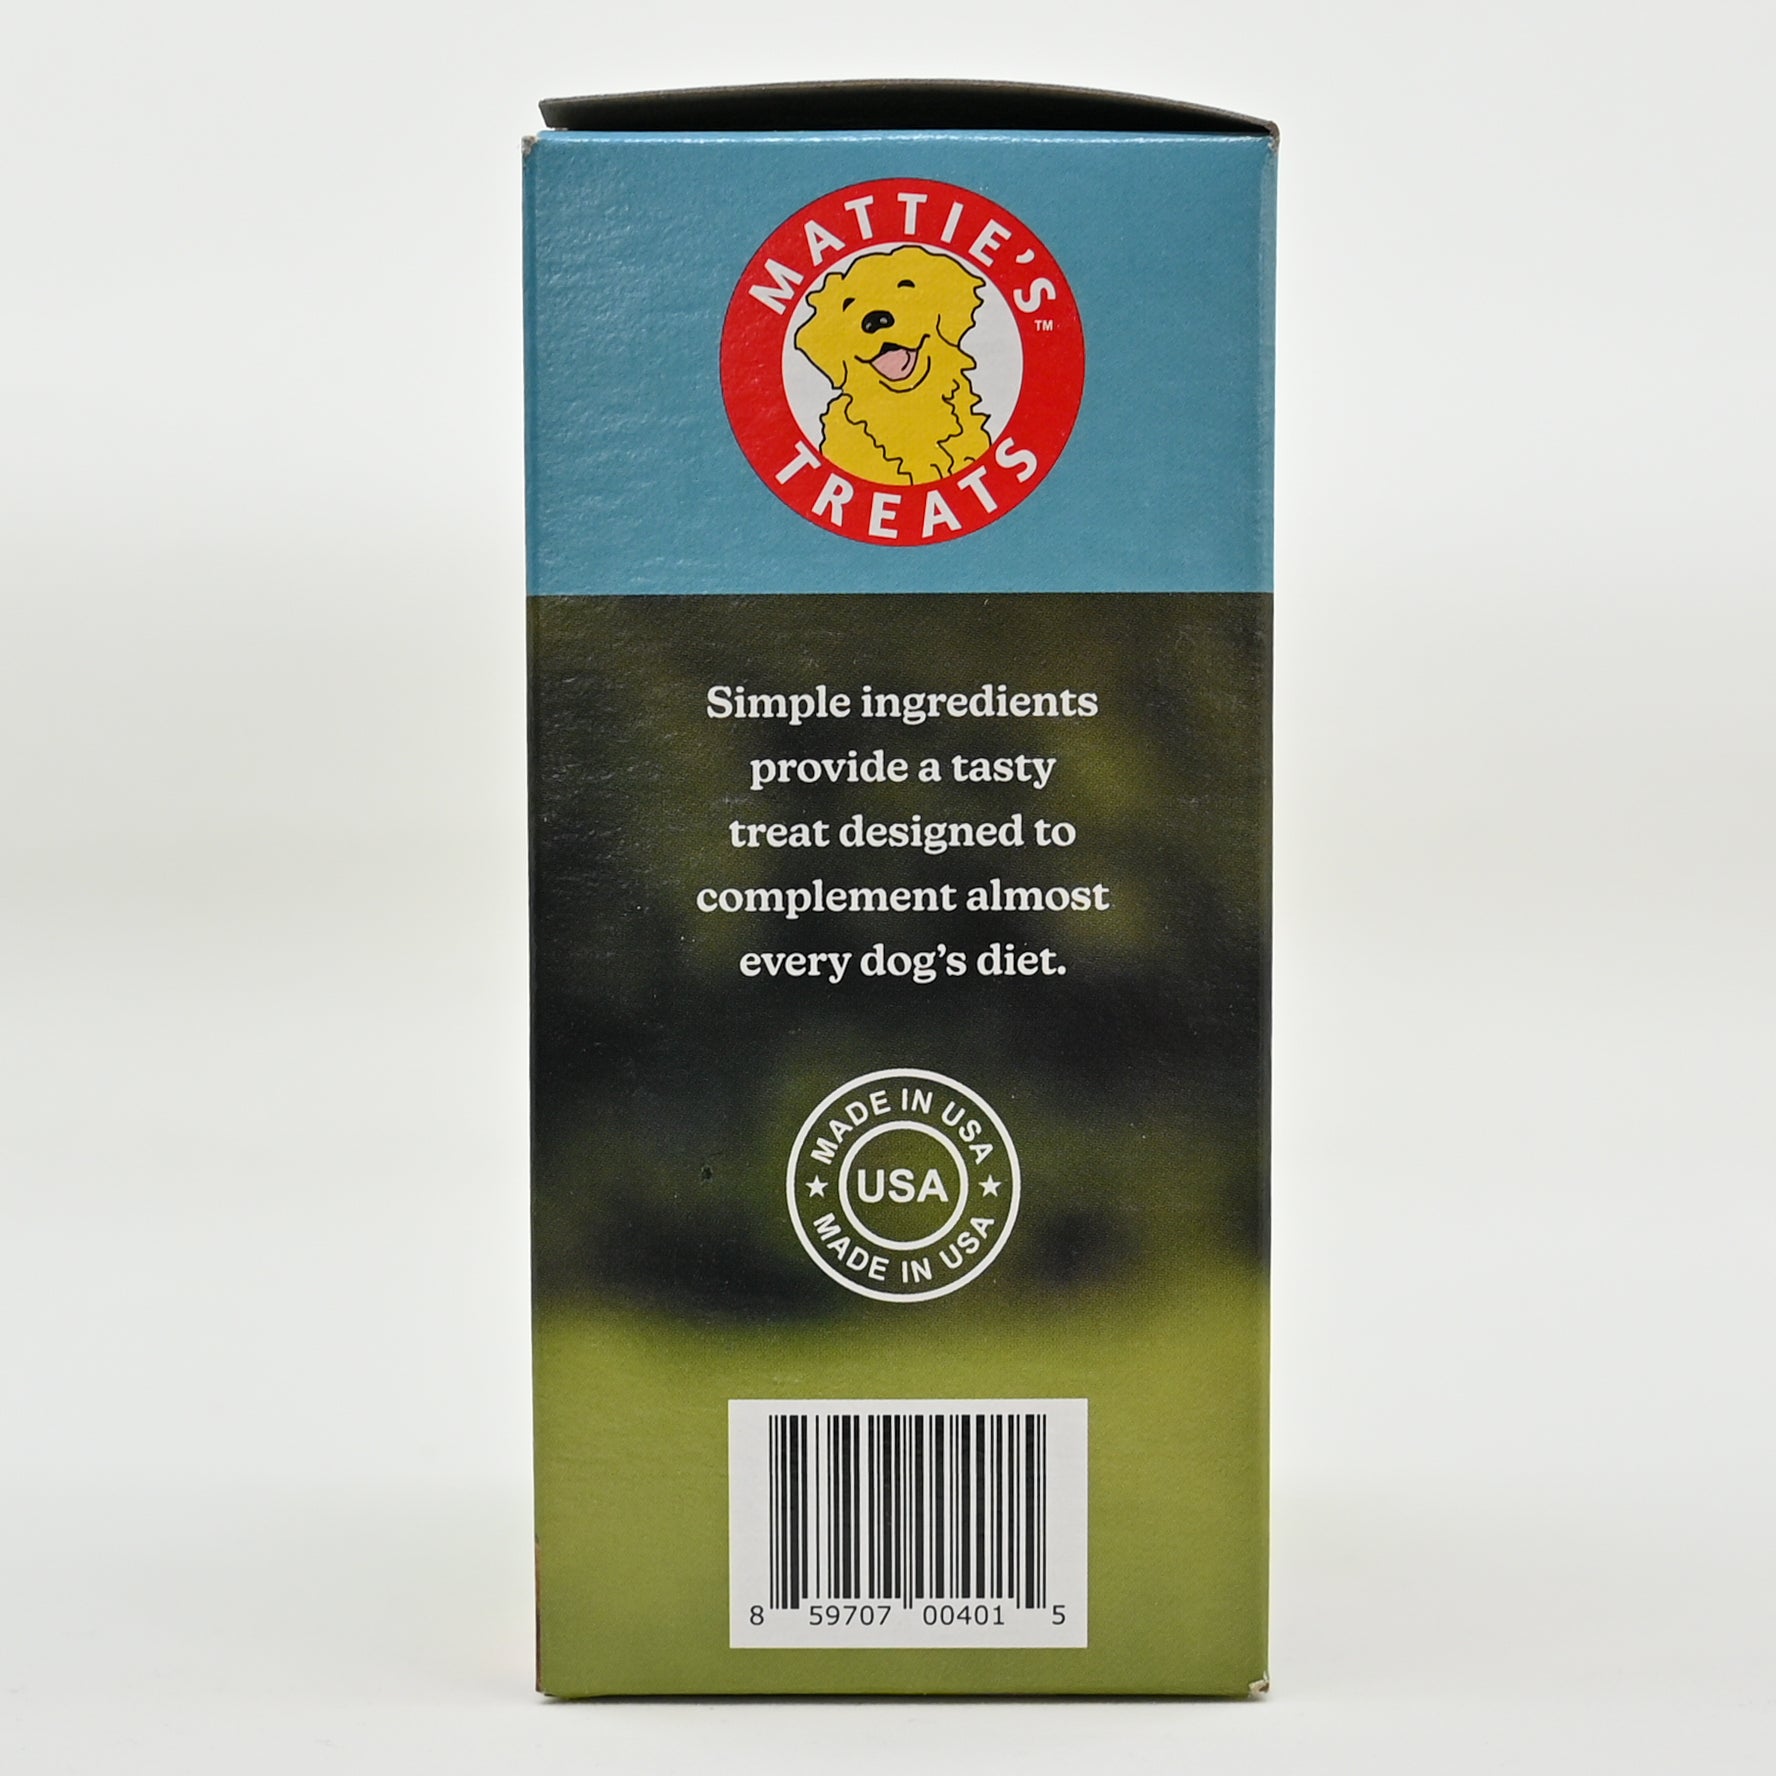 MATTIE'S
TM
TREATS
Simple ingredients
provide a tasty
treat designed to
complement almost
every dog’s diet.
MADE IN USA
USA
MADE IN USA
8 59707 00401 5